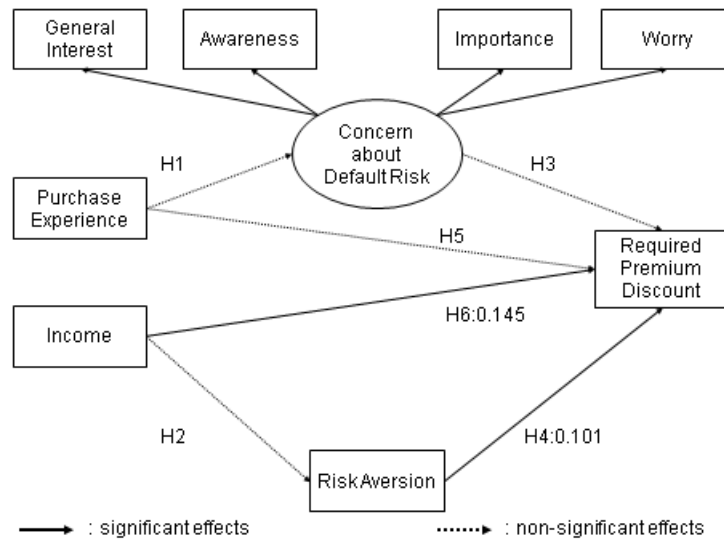 General
Interest
Awareness
Importance
Worry
Concern
about
Default Risk
H1
H3
Purchase
Experience
H5
Required
Premium
Discount
Income
H6:0.145
H2
H4:0.101
Risk Aversion
: significant effects
: non-significant effects